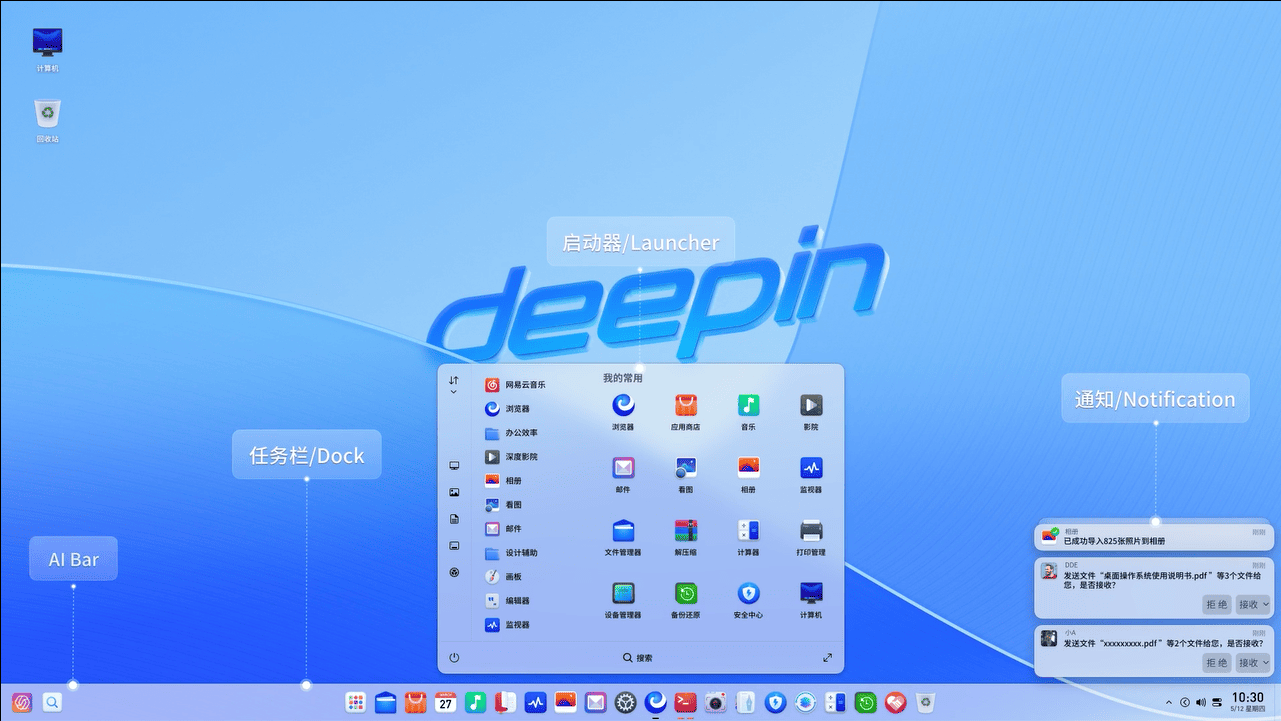 计算机
回收站
启动器/Launcher
deepin
任务栏/Dock
AI Bar
通知/Notification
网易云音乐
浏览器
办公效率
深度影院
相册
看图
邮件
设计辅助
画板
编辑器
监视器
我的常用
浏览器
应用商店
音乐
影院
邮件
看图
相册
监视器
文件管理器
解压缩
计算器
打印管理
设备管理器
备份还原
安全中心
计算机
搜索
相册
刚刚
已成功导入825张照片到相册
DDE
刚刚
发送文件“桌面操作系统使用说明书.pdf”等3个文件给
您，是否接收？
拒 绝
接收
小A
刚刚
发送文件“xxxxxxxxx.pdf”等2个文件给您，是否接收？
拒 绝
接收
27
10:30
5/12 星期四